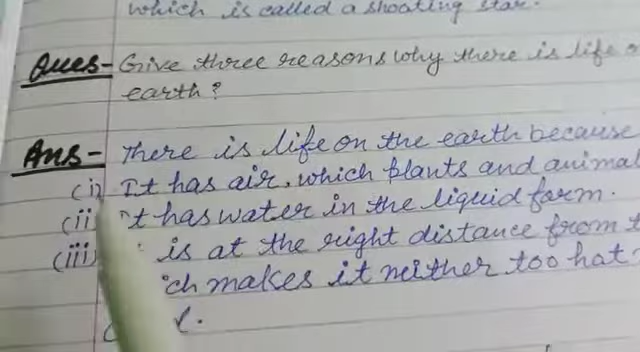 which is called a shooting star.
Ques- Give three reasons why there is life
earth?
Ans- There is life on the earth because
(i) It has air, which plants and animal
(ii) It has water in the liquid form.
(iii) is at the right distance from
ch makes it neither too hot